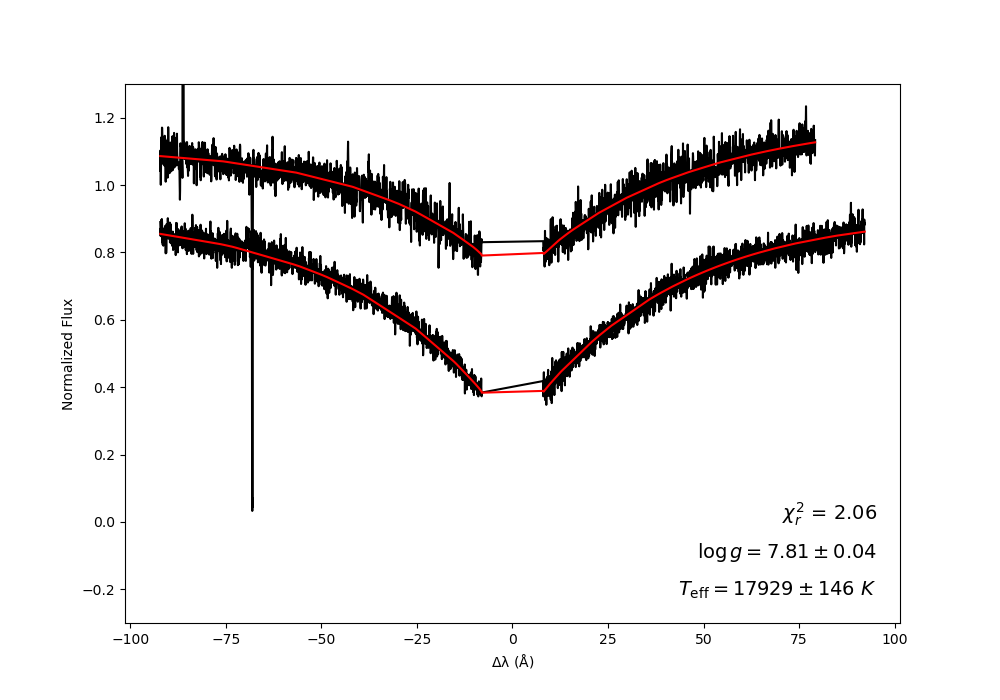 1.2
1.0
0.8
0.6
0.4
0.2
0.0
−0.2
Normalized Flux
−100 −75 −50 −25 0 25 50 75 100
Δλ (Å)
χ²ᵣ = 2.06
log g = 7.81 ± 0.04
T_eff = 17929 ± 146 K